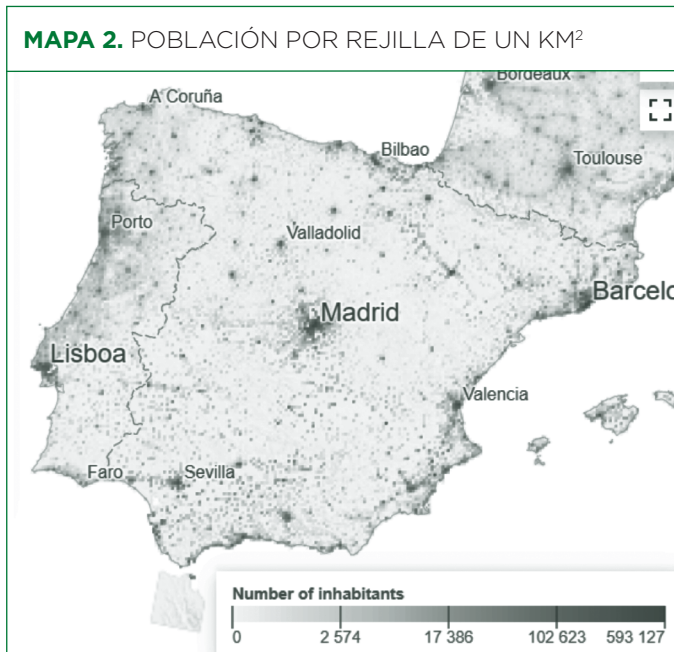 MAPA 2. POBLACIÓN POR REJILLA DE UN KM²
Bordeaux
A Coruña
Bilbao
Toulouse
Porto
Valladolid
Madrid
Barcelo
Lisboa
Valencia
Faro
Sevilla
Number of inhabitants
0 2 574 17 386 102 623 593 127